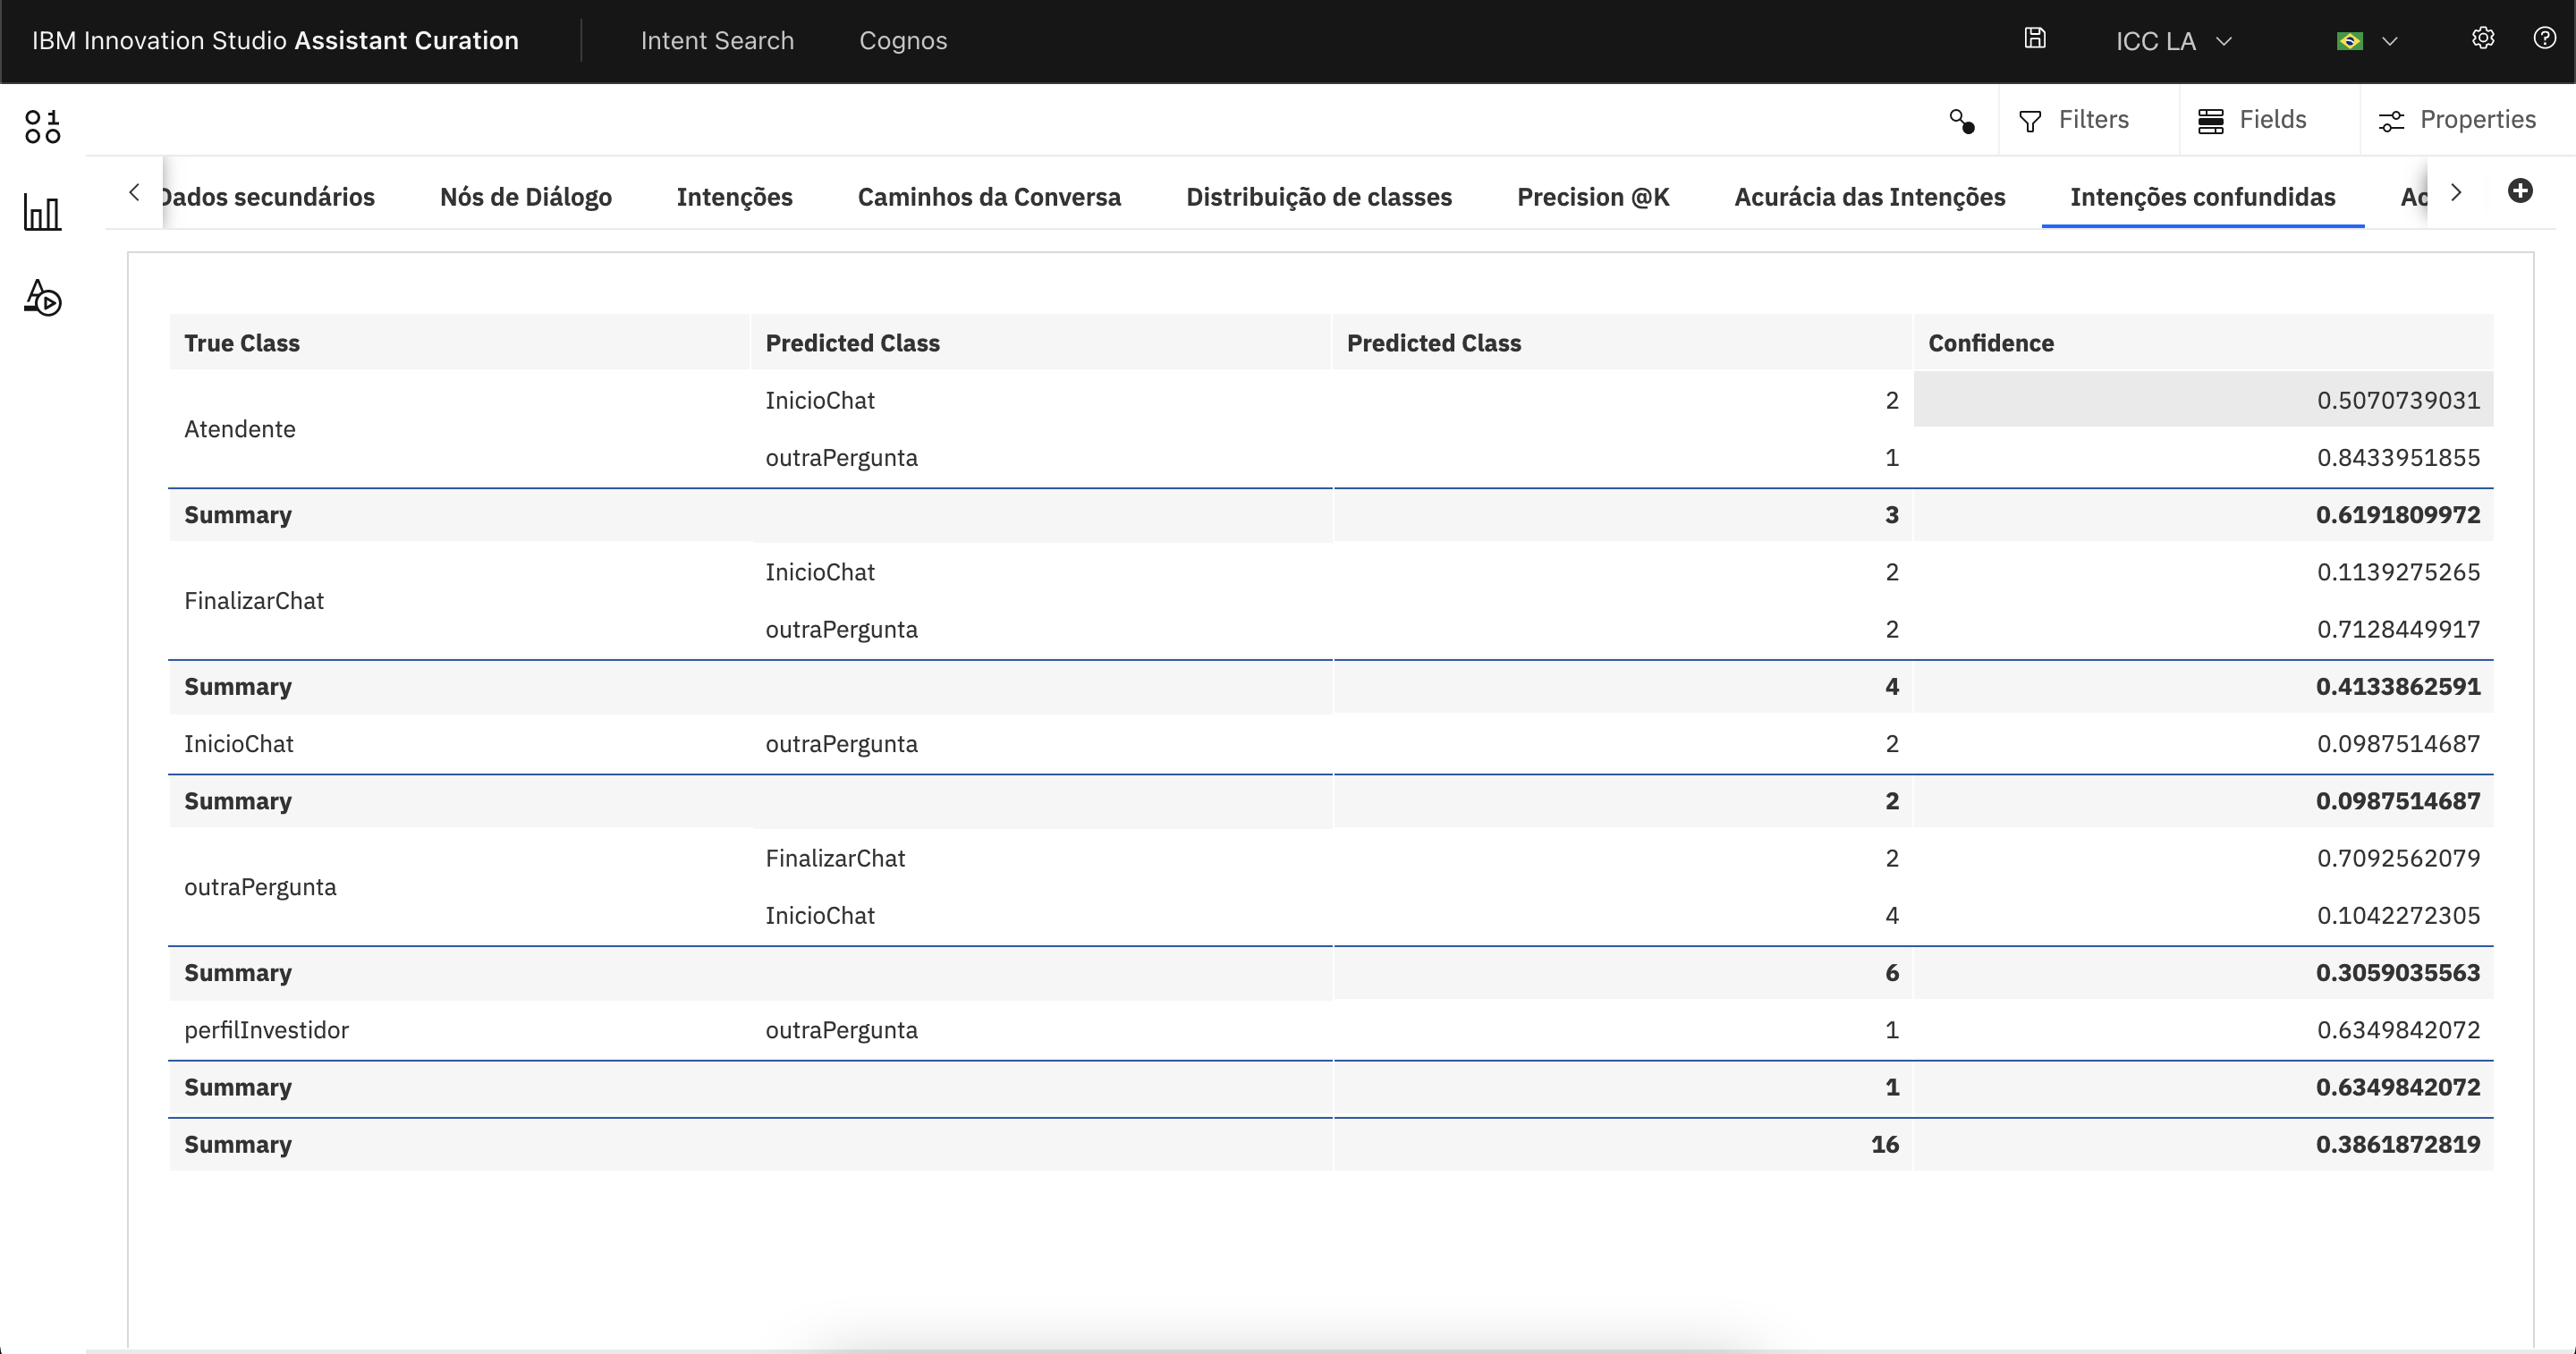 IBM Innovation Studio Assistant Curation Intent Search Cognos ICC LA
Filters Fields Properties
Dados secundários Nós de Diálogo Intenções Caminhos da Conversa Distribuição de classes Precision @K Acurácia das Intenções Intenções confundidas Ac
True Class Predicted Class Predicted Class Confidence
InicioChat 2 0.5070739031
Atendente
outraPergunta 1 0.8433951855
Summary 3 0.6191809972
InicioChat 2 0.1139275265
FinalizarChat
outraPergunta 2 0.7128449917
Summary 4 0.4133862591
InicioChat outraPergunta 2 0.0987514687
Summary 2 0.0987514687
FinalizarChat 2 0.7092562079
outraPergunta
InicioChat 4 0.1042272305
Summary 6 0.3059035563
perfilInvestidor outraPergunta 1 0.6349842072
Summary 1 0.6349842072
Summary 16 0.3861872819